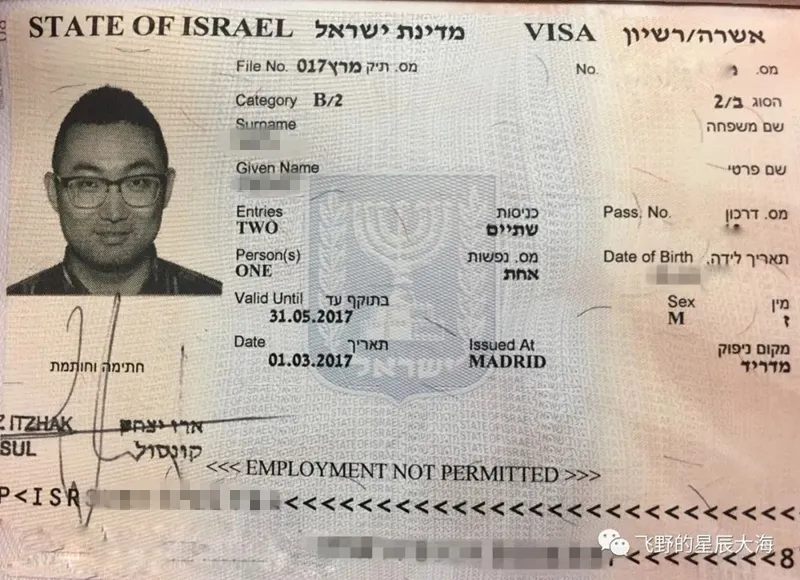 STATE OF ISRAEL מדינת ישראל VISA אשרה/רשיון
File No. מס. תיק מרץ017 No. מס.
Category B/2 הסוג ב/2
Surname שם משפחה
Given Name שם פרטי
Entries כניסות Pass. No. מס. דרכון
TWO שתיים
Person(s) מס. נפשות Date of Birth תאריך לידה
ONE אחת
Valid Until בתוקף עד Sex מין
31.05.2017 M ז
Date תאריך Issued At מקום ניפוק
01.03.2017 MADRID מדריד
ישראל
חתימה וחותמת
ITZHAK יצחק
SUL קונסול
<<< EMPLOYMENT NOT PERMITTED >>>
P<ISR <<<<<<<<<<<<<<<<<<<<<<<
<<<<<<<<8
飞野的星辰大海